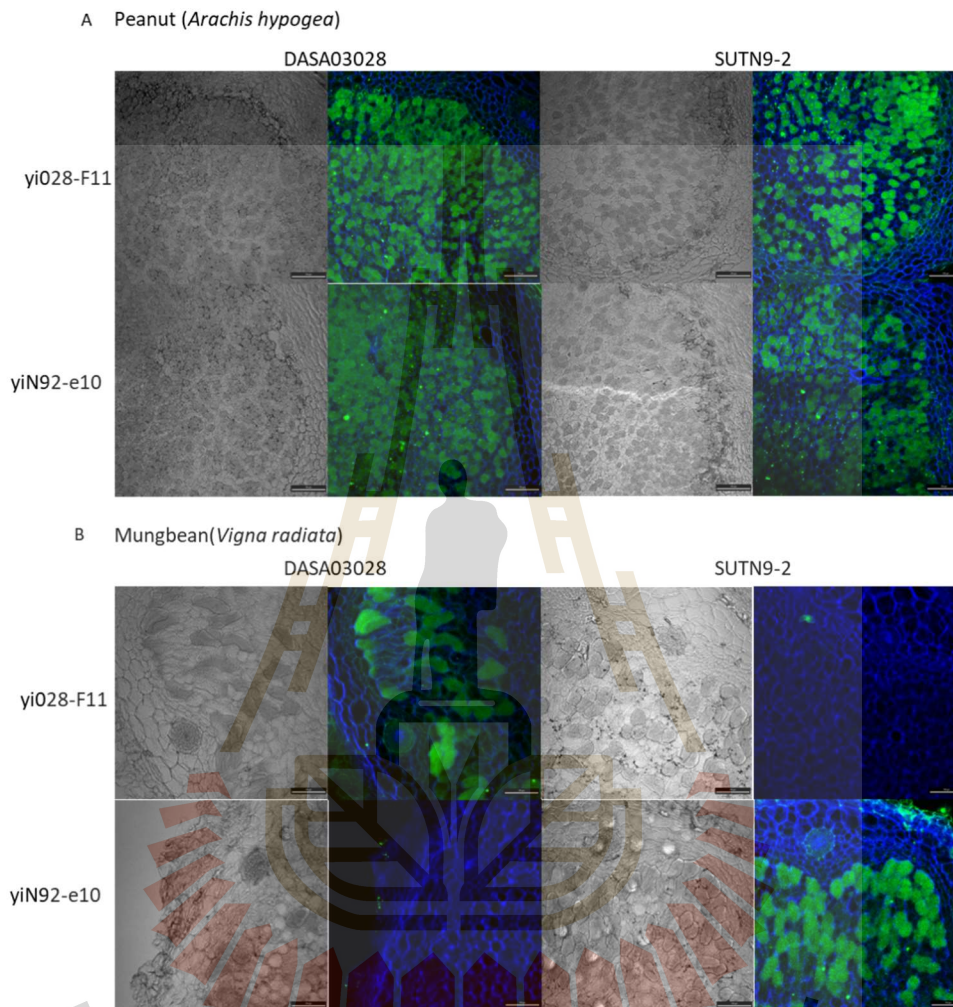 A Peanut (Arachis hypogea)
DASA03028 SUTN9-2
yi028-F11
yiN92-e10
B Mungbean(Vigna radiata)
DASA03028 SUTN9-2
yi028-F11
yiN92-e10